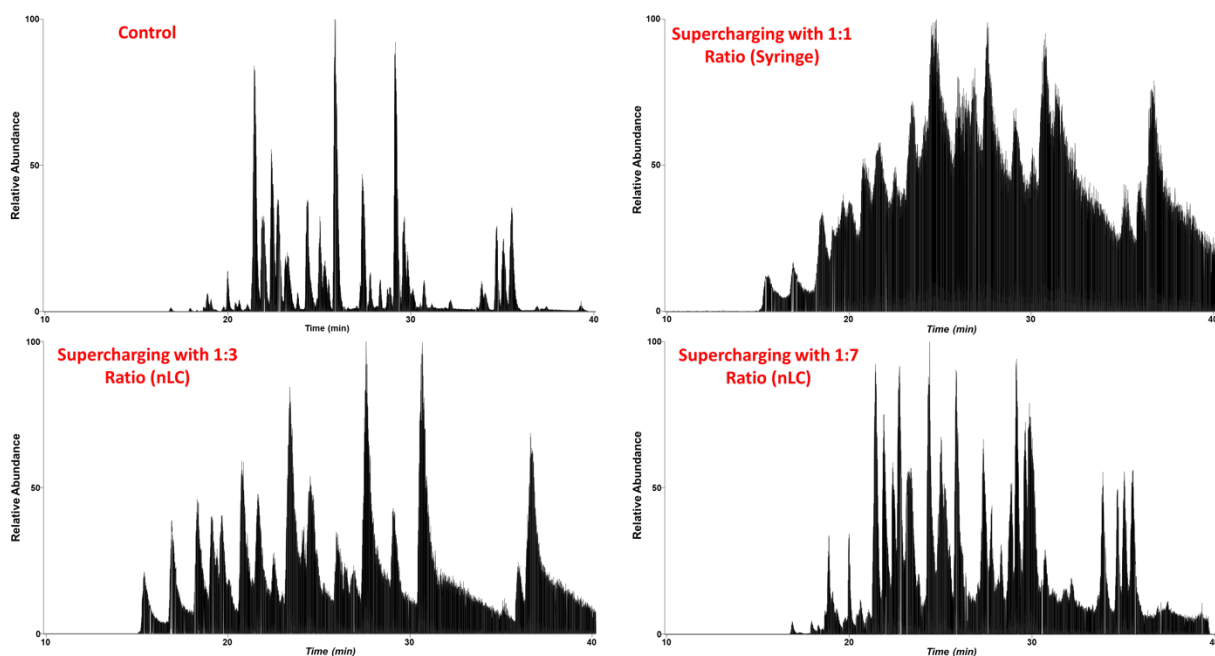 Control
100
50
0
Relative Abundance
10
20
30
40
Time (min)
Supercharging with 1:1
Ratio (Syringe)
100
50
0
Relative Abundance
10
20
30
40
Time (min)
Supercharging with 1:3
Ratio (nLC)
100
50
0
Relative Abundance
10
20
30
40
Time (min)
Supercharging with 1:7
Ratio (nLC)
100
50
0
Relative Abundance
10
20
30
40
Time (min)